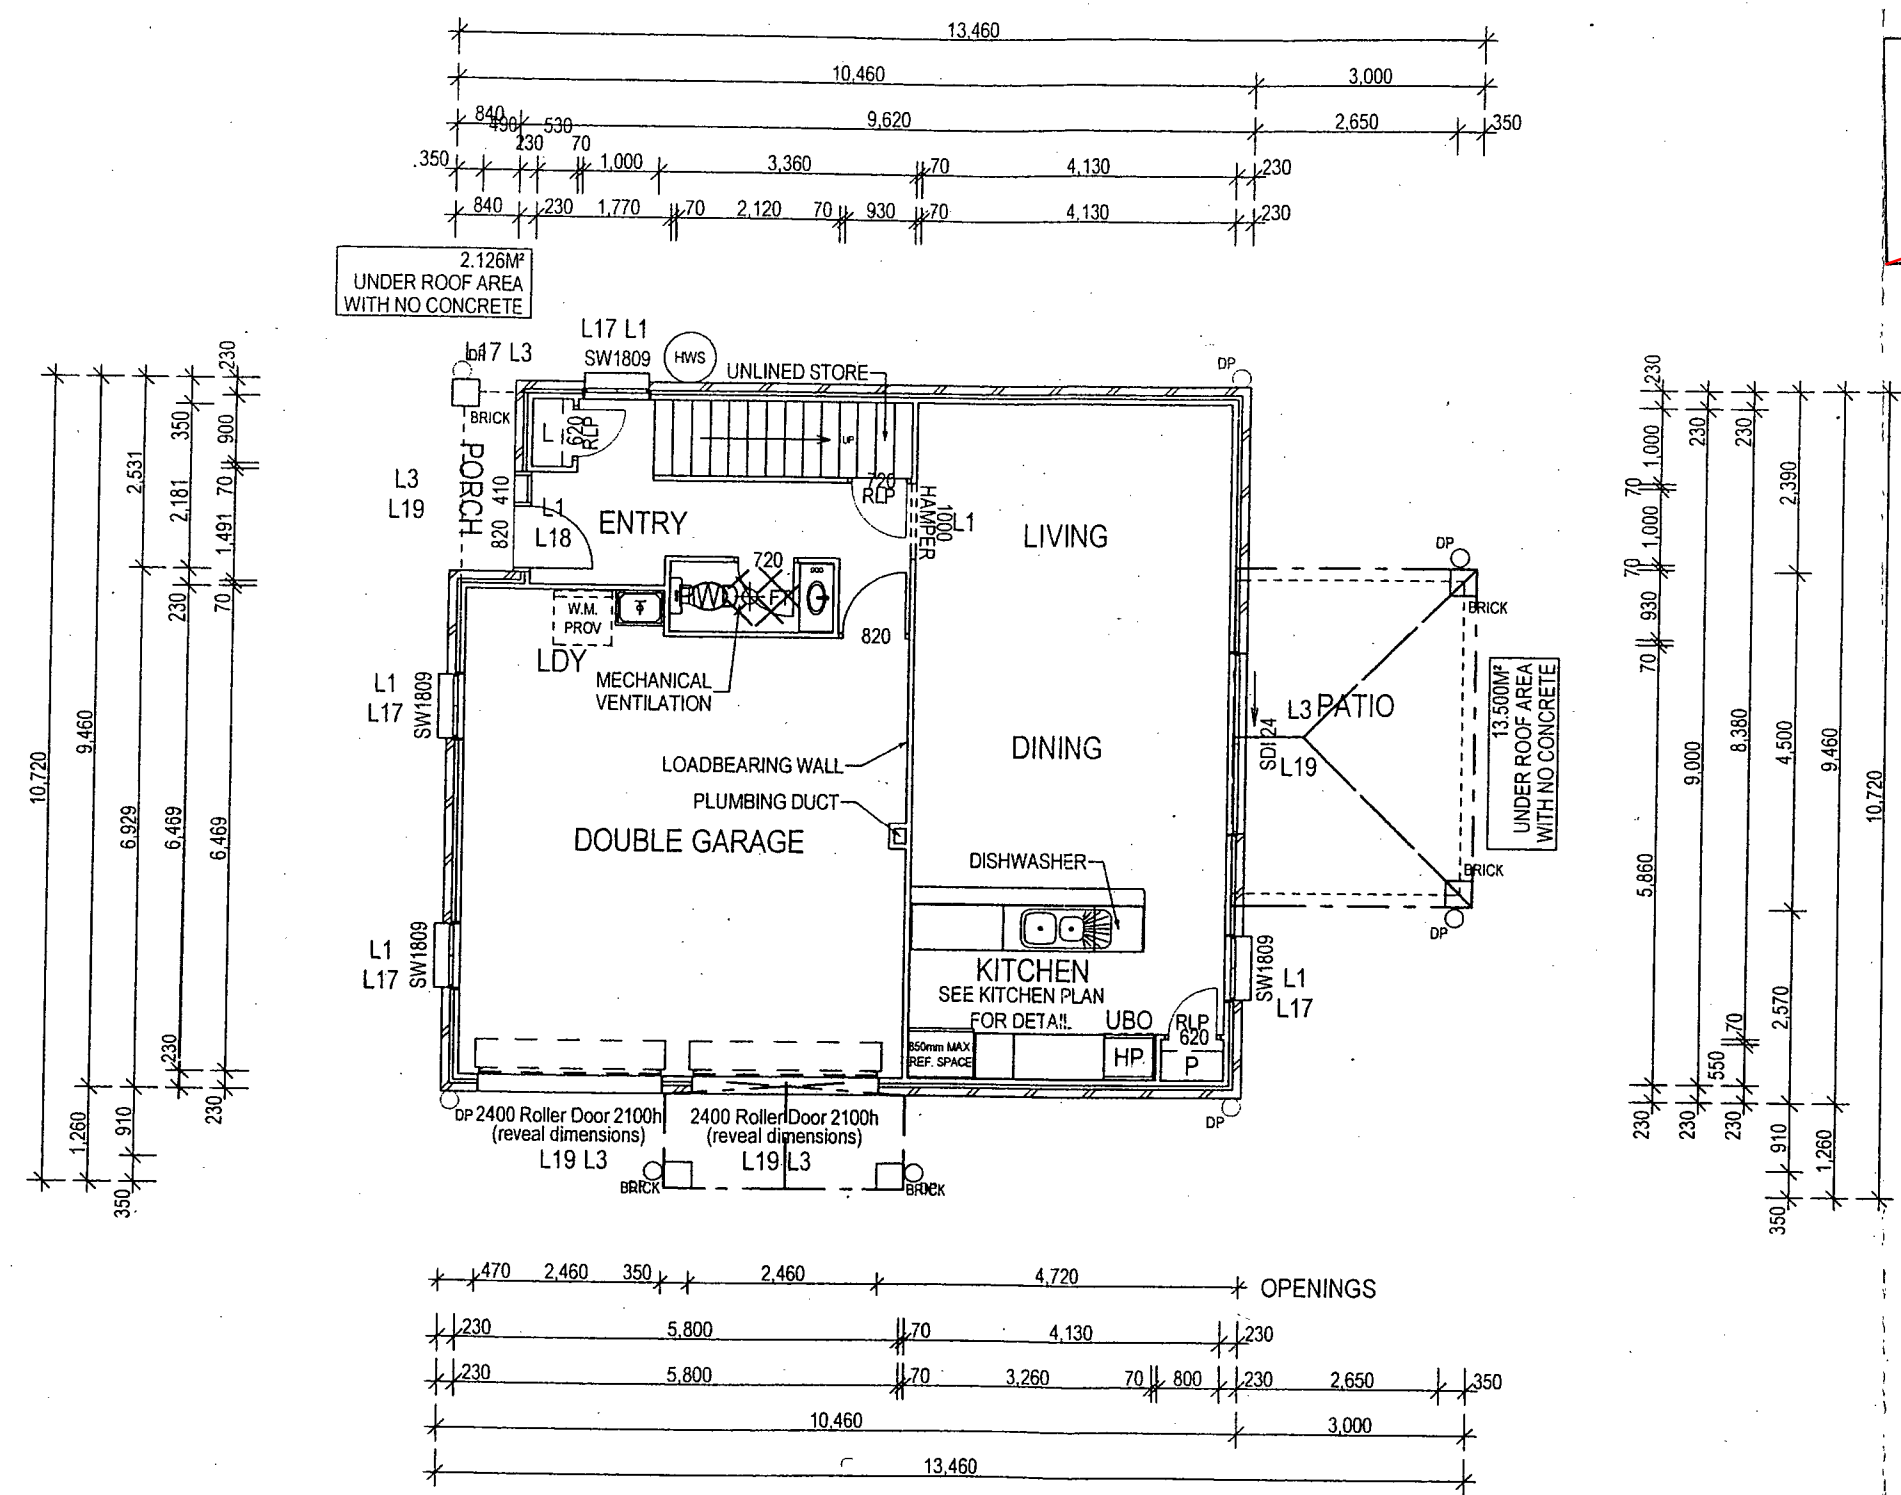 13,460
10,460 3,000
840 9,620 2,650 350
490 530
230 70
350 1,000 3,360 70 4,130 230
840 230 1,770 70 2,120 70 930 70 4,130 230
2.126M²
UNDER ROOF AREA
WITH NO CONCRETE
L17 L3
DP
L17 L1
SW1809
HWS
UNLINED STORE
DP
BRICK
PORCH
L
620
RLP
UP
720
RLP
HAMPER
1000
L1
L3
L19
410
820
L1
L18
ENTRY
LIVING
720
W
F
W.M.
PROV
LDY
820
MECHANICAL
VENTILATION
L1
L17
SW1809
LOADBEARING WALL
PLUMBING DUCT
DOUBLE GARAGE
DINING
SD 24
L3
L19
PATIO
DP
BRICK
13.500M²
UNDER ROOF AREA
WITH NO CONCRETE
BRICK
DP
DISHWASHER
L1
L17
SW1809
KITCHEN
SEE KITCHEN PLAN
FOR DETAIL
UBO
RLP
620
850mm MAX
REF. SPACE
HP
P
SW1809
L1
L17
DP
2400 Roller Door 2100h
(reveal dimensions)
L19 L3
2400 Roller Door 2100h
(reveal dimensions)
L19 L3
DP
BRICK
BRICK
10,720
9,460
1,260
2,531
6,929
910
350
350
2,181
230
6,469
230
230
900
70
1,491
70
6,469
230
230
1,000
70
1,000
70
930
70
5,860
230
230
9,000
230
230
8,380
70
550
230
2,390
4,500
2,570
910
350
9,460
1,260
10,720
470 2,460 350 2,460 4,720 OPENINGS
230 5,800 70 4,130 230
230 5,800 70 3,260 70 800 230 2,650 350
10,460 3,000
13,460